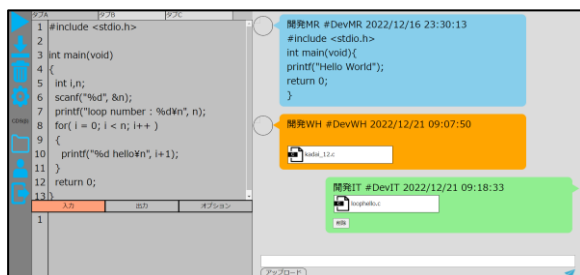 タブA タブB タブC
1 #include <stdio.h>
2
3 int main(void)
4 {
5 int i,n;
6 scanf("%d", &n);
7 printf("loop number : %d¥n", n);
8 for( i = 0; i < n; i++ )
9 {
10 printf("%d hello¥n", i+1);
11 }
12 return 0;
13 }
入力 出力 オプション
1
開発MR #DevMR 2022/12/16 23:30:13
#include <stdio.h>
int main(void){
printf("Hello World");
return 0;
}
開発WH #DevWH 2022/12/21 09:07:50
kadai_12.c
開発IT #DevIT 2022/12/21 09:18:33
loophello.c
削除
アップロード